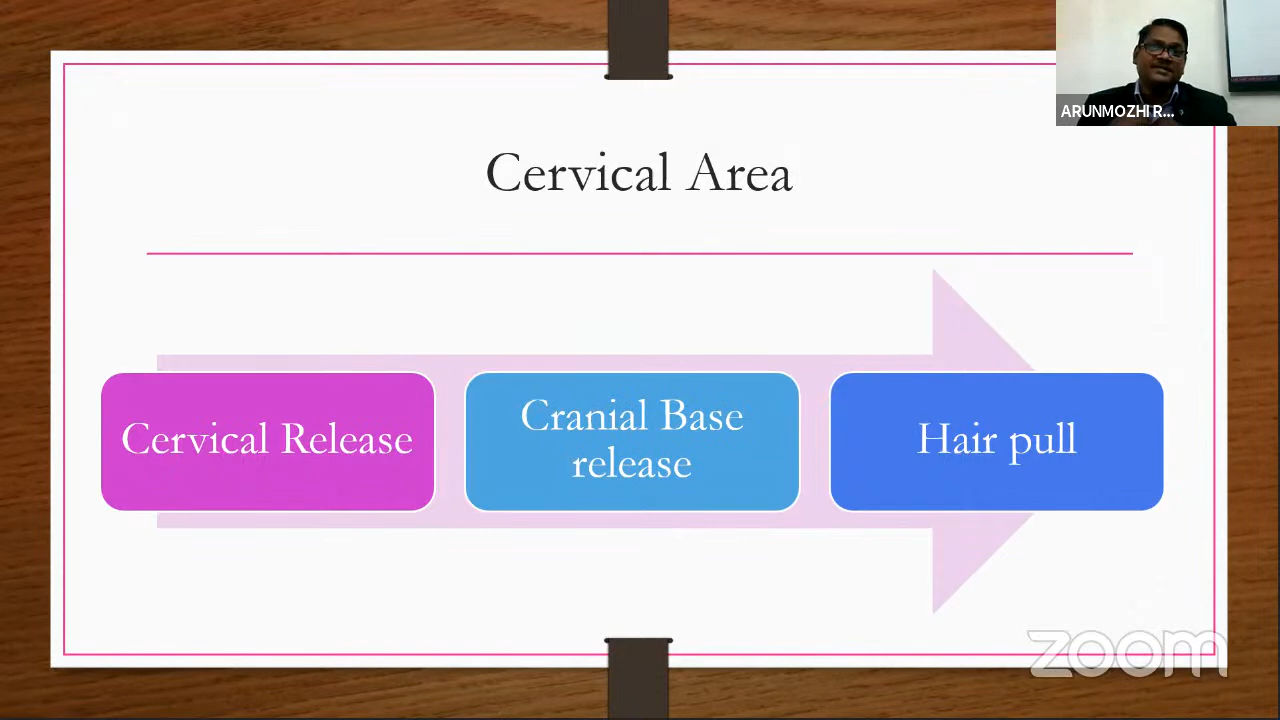 ARUNMOZHI R...
Cervical Area
Cervical Release
Cranial Base
release
Hair pull
zoom